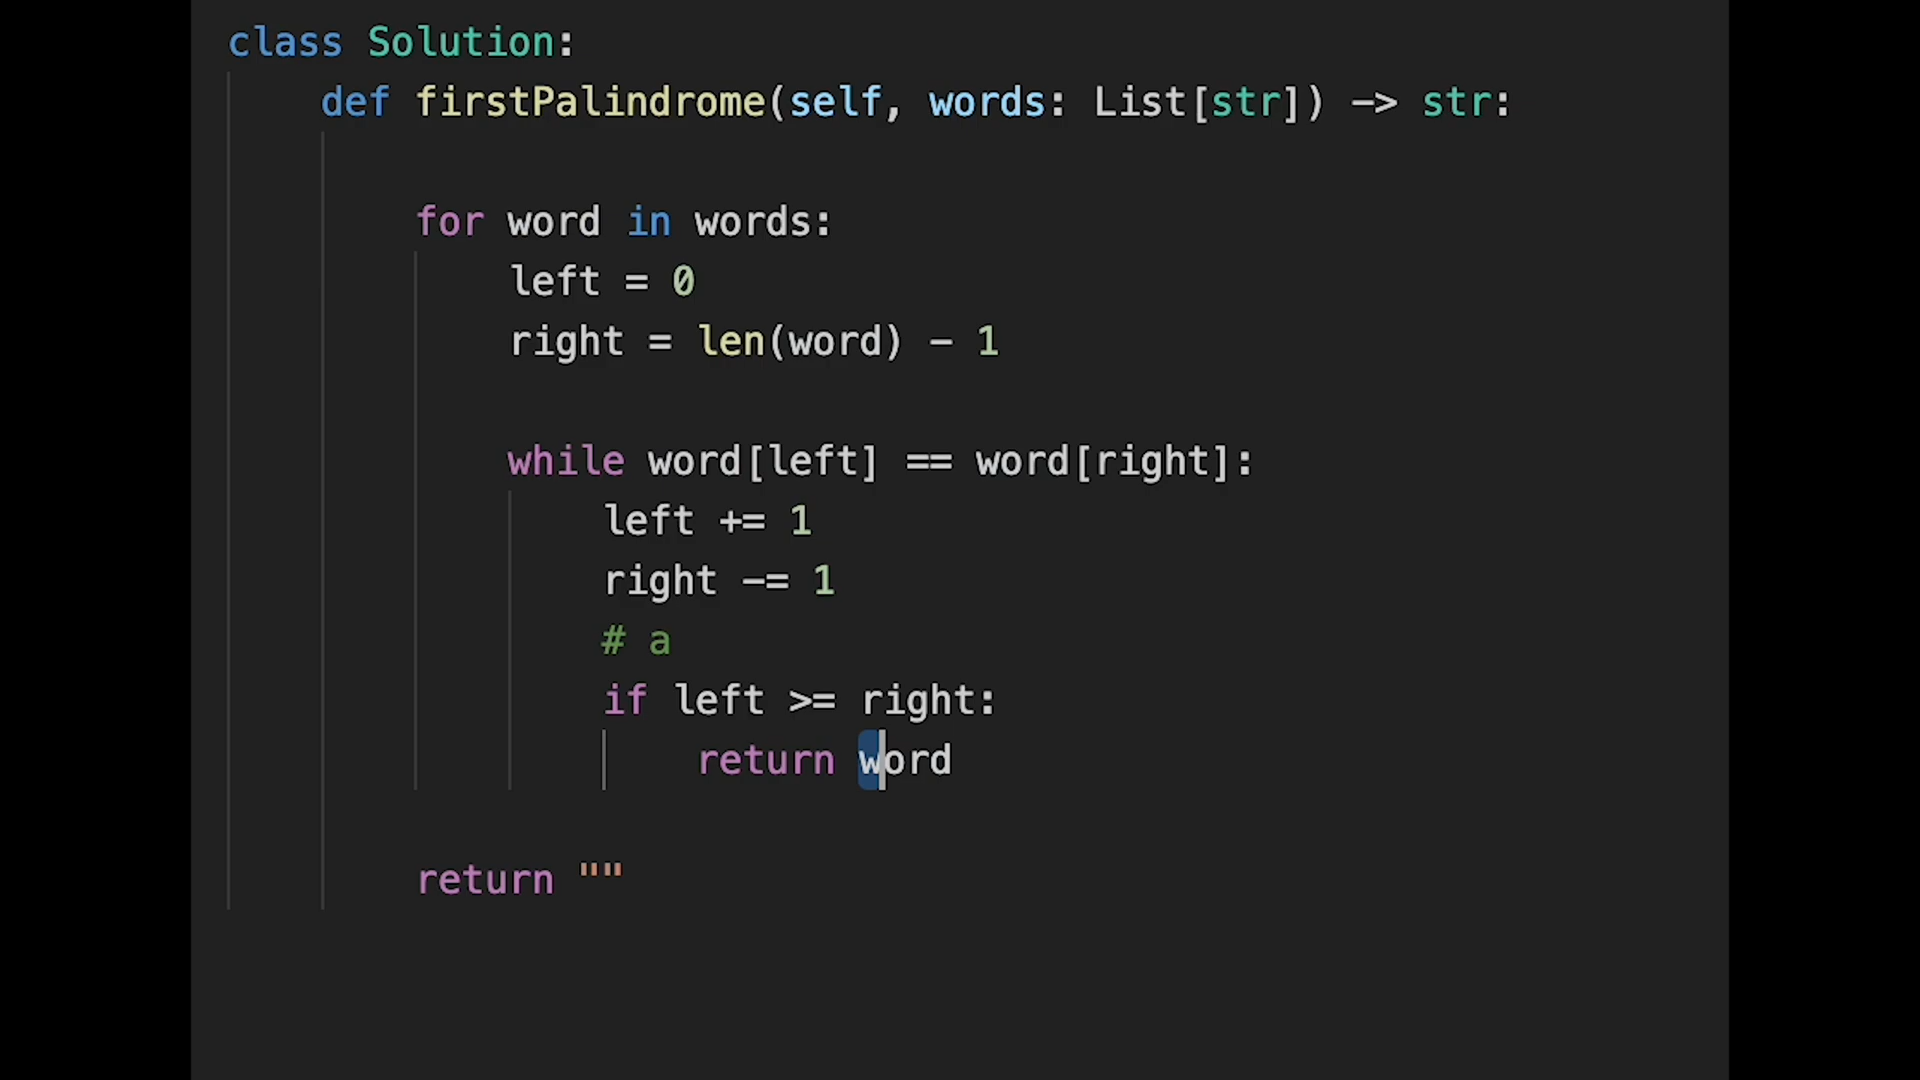 class Solution:
    def firstPalindrome(self, words: List[str]) -> str:
        for word in words:
            left = 0
            right = len(word) - 1
            while word[left] == word[right]:
                left += 1
                right -= 1
                # a
                if left >= right:
                    return word
        return ""